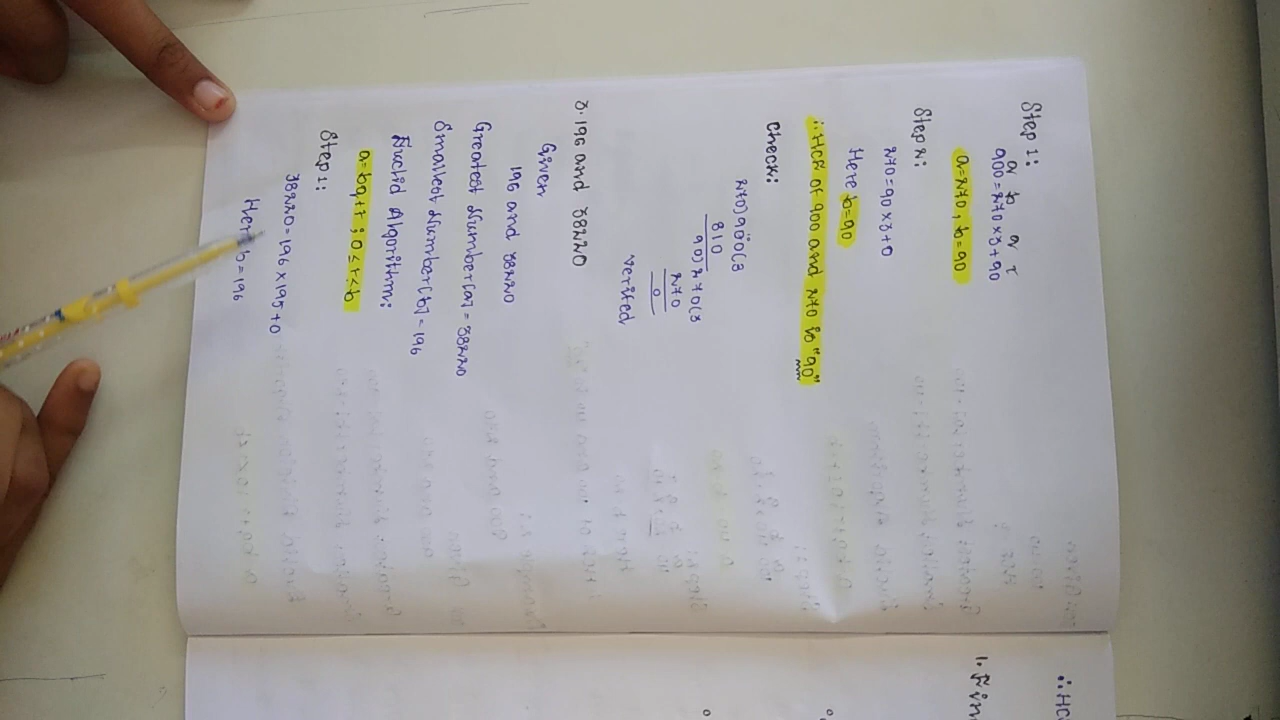 Step 1:
a b a r
900 = 270 × 3 + 90
a = 270, b = 90
Step 2:
270 = 90 × 3 + 0
Here b = 90
∴ HCF of 900 and 270 is "90"
Check:
270)900(3
810
90)270(3
270
0
Verified
3. 196 and 38220
Given
196 and 38220
Greatest Number[a] = 38220
Smallest Number[b] = 196
Euclid Algorithm:
a = bq + r ; 0 ≤ r < b
Step 1:
38220 = 196 × 195 + 0
Here b = 196
∴ HC